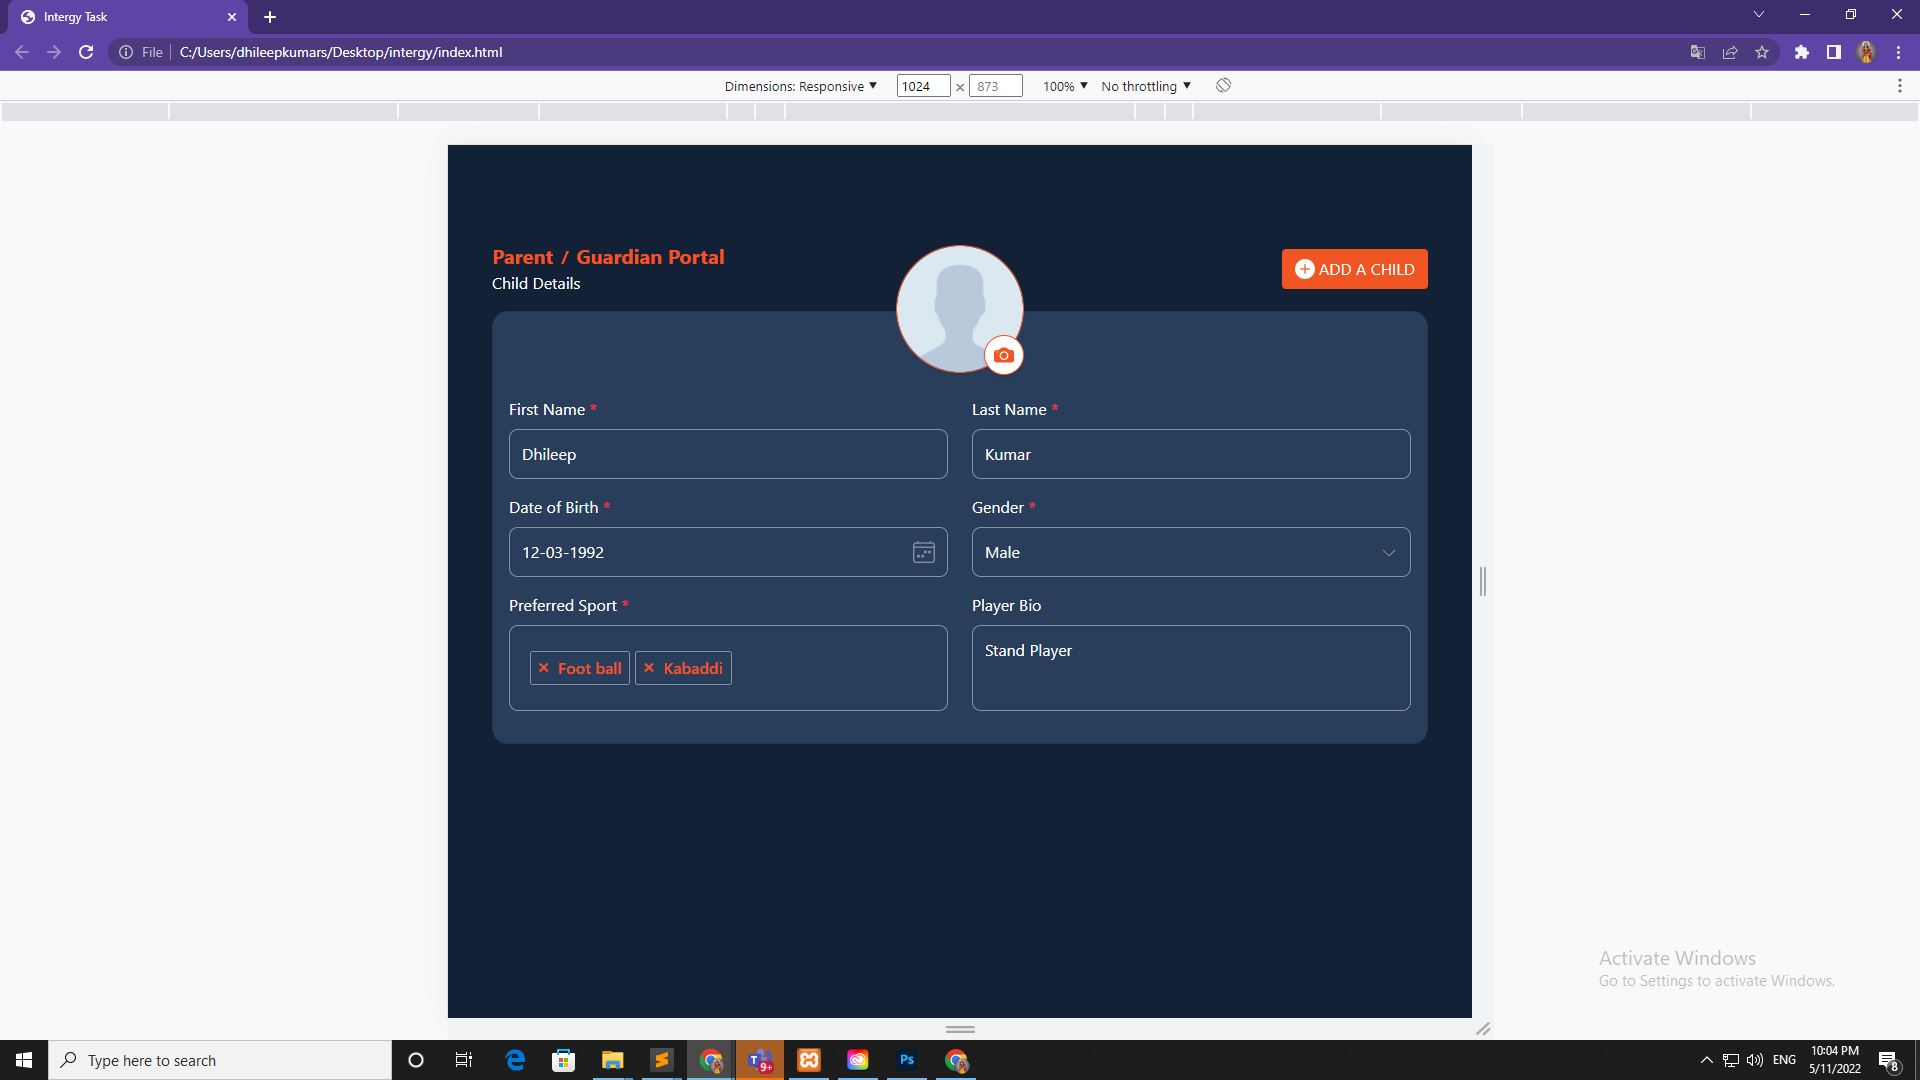 Intergy Task
File C:/Users/dhileepkumars/Desktop/intergy/index.html
Dimensions: Responsive 1024 × 873 100% No throttling
Parent / Guardian Portal
Child Details
ADD A CHILD
First Name *
Last Name *
Dhileep
Kumar
Date of Birth *
Gender *
12-03-1992
Male
Preferred Sport *
Player Bio
× Foot ball × Kabaddi
Stand Player
Activate Windows
Go to Settings to activate Windows.
Type here to search
T 9+
Ps
ENG
10:04 PM
5/11/2022
8